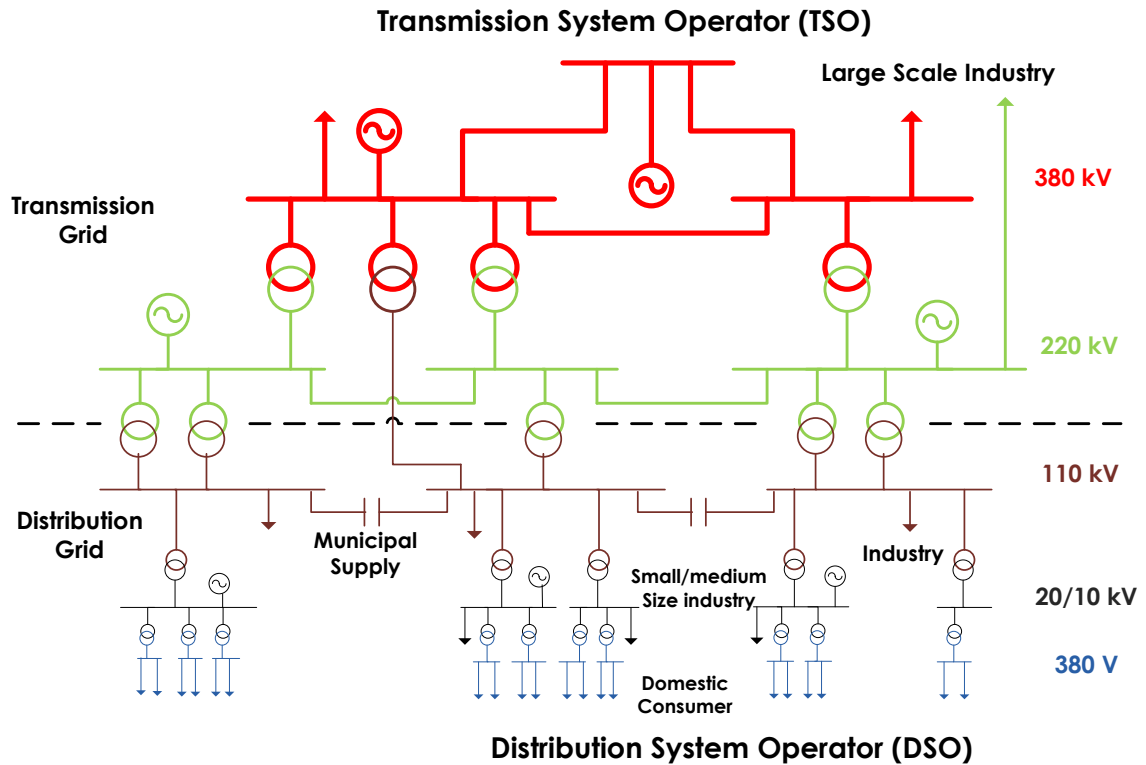 Transmission System Operator (TSO)
Large Scale Industry
380 kV
Transmission
Grid
220 kV
110 kV
Distribution
Grid
Municipal
Supply
Industry
Small/medium
Size industry
20/10 kV
380 V
Domestic
Consumer
Distribution System Operator (DSO)